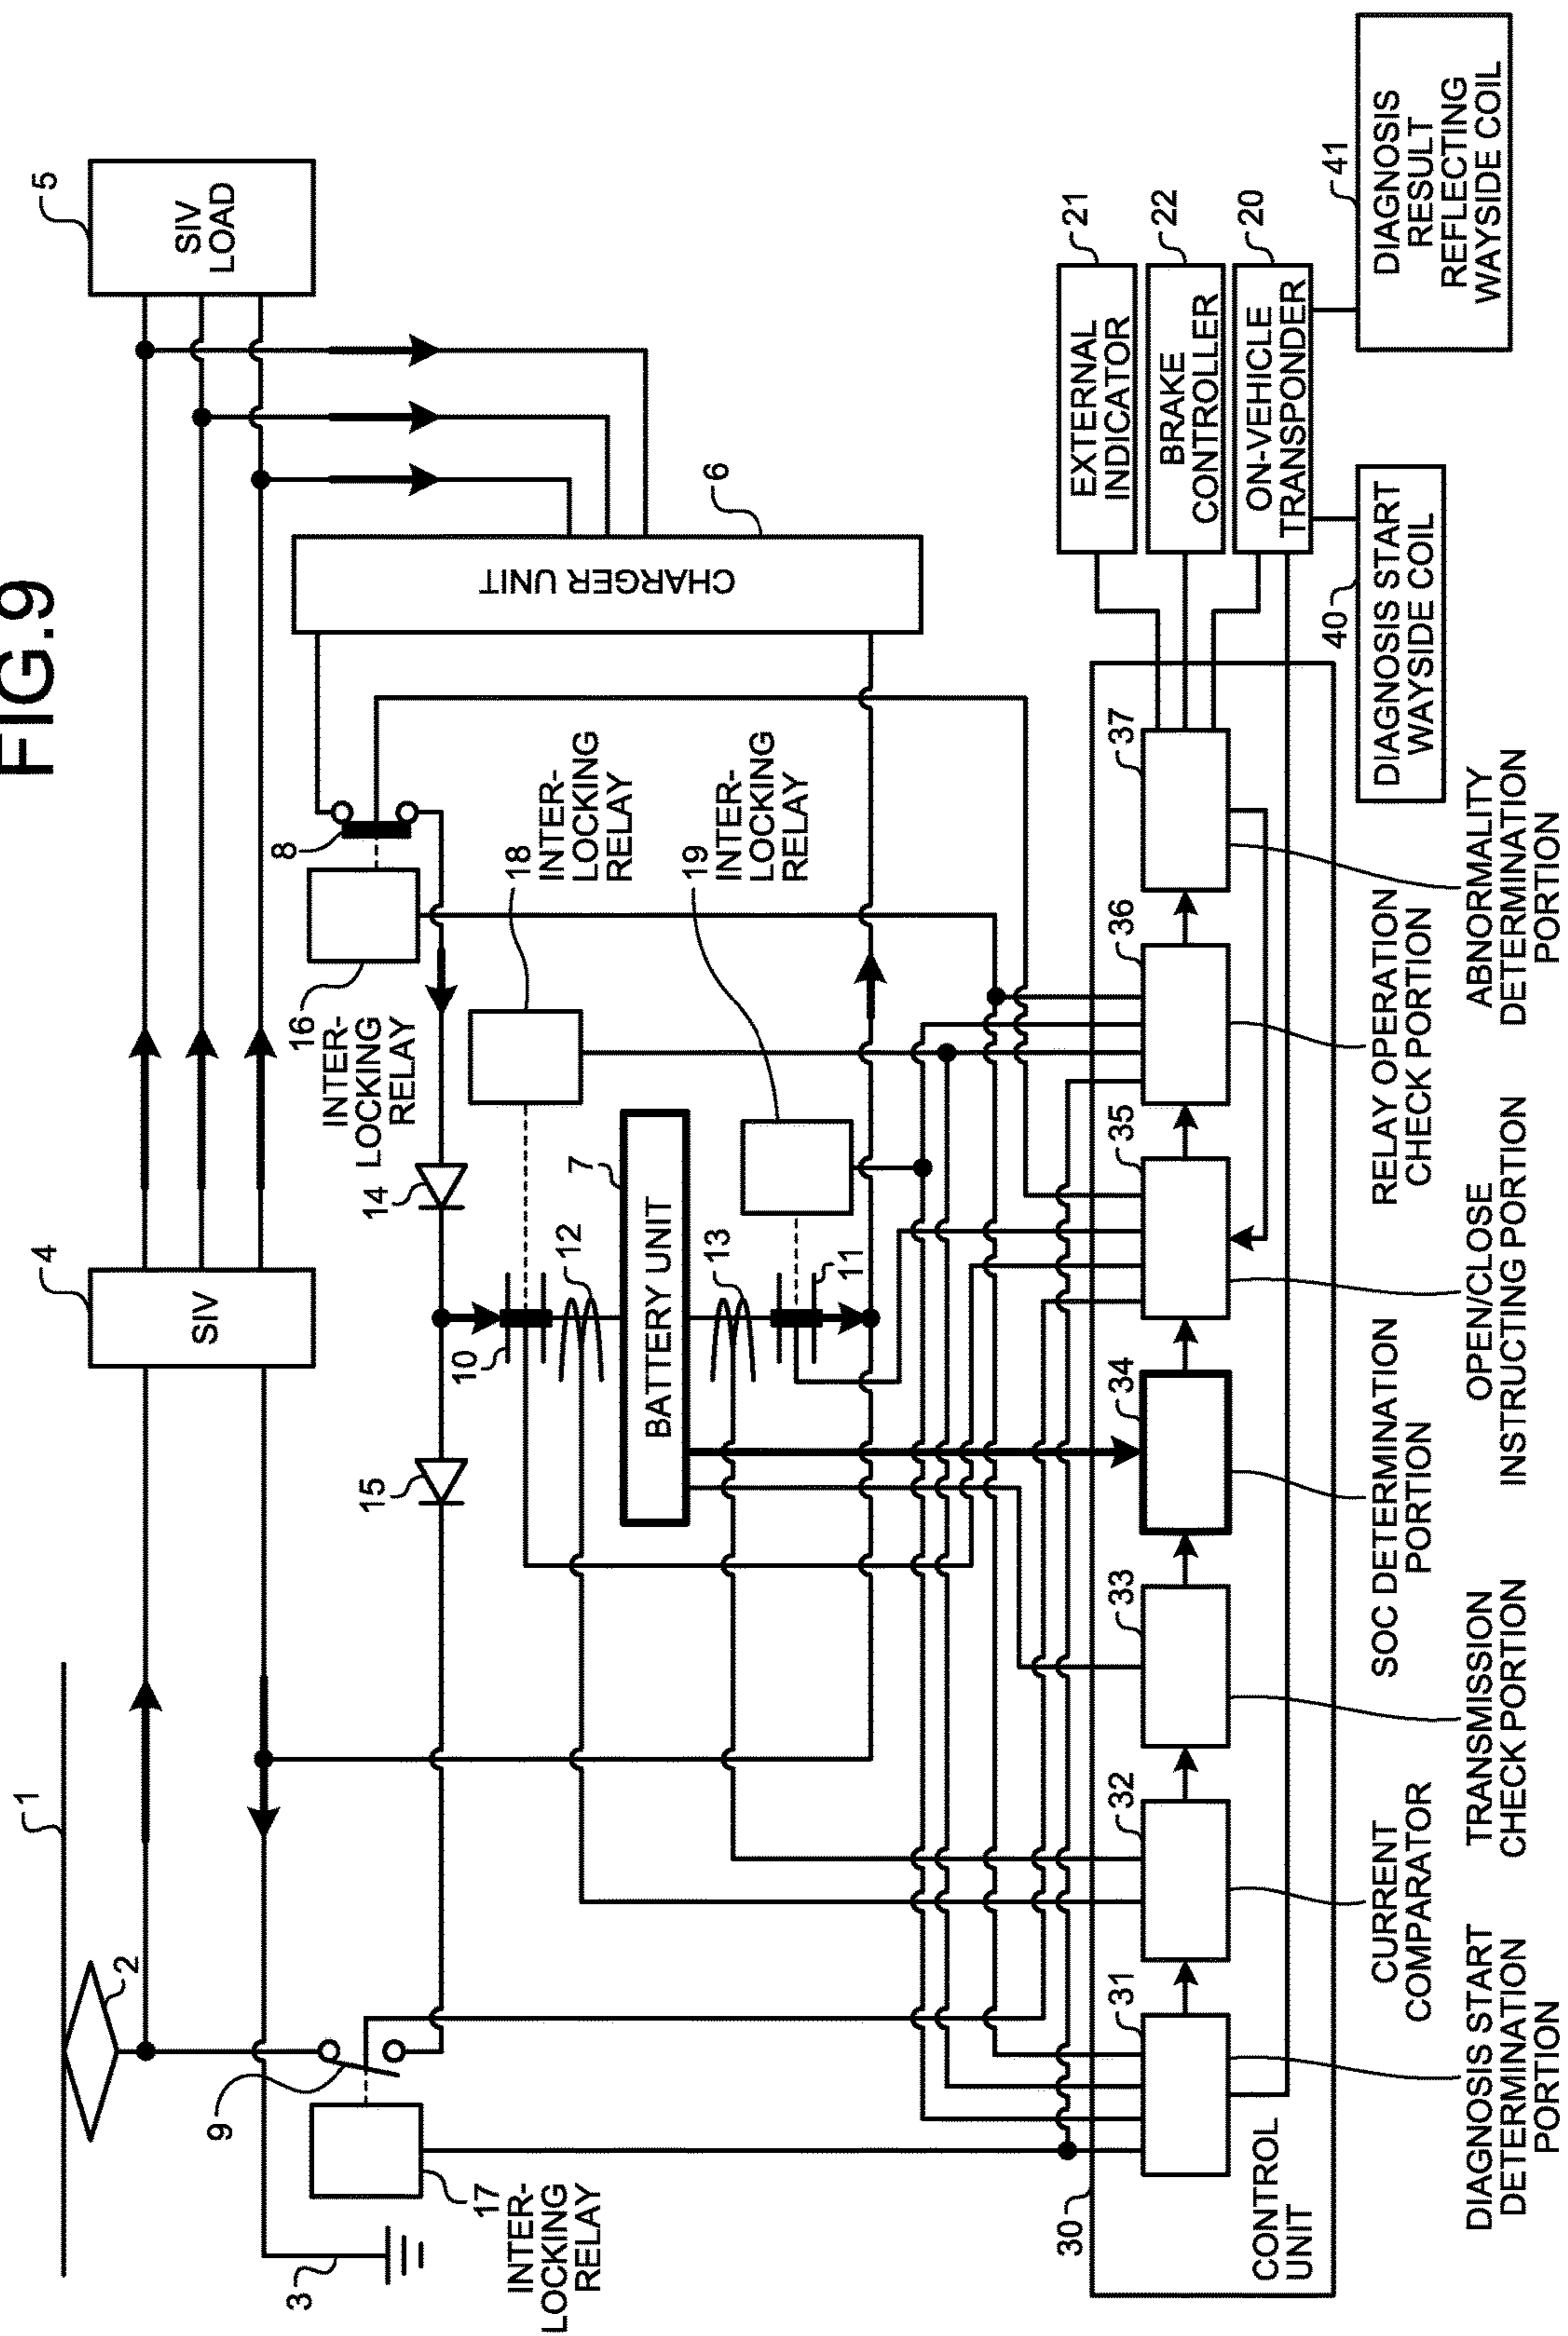 FIG.9
1
2
3
4
SIV
5
SIV
LOAD
6
CHARGER UNIT
8
9
16
INTER-
LOCKING
RELAY
17
INTER-
LOCKING
RELAY
18
INTER-
LOCKING
RELAY
19
INTER-
LOCKING
RELAY
14
15
10
12
7
BATTERY UNIT
13
11
21
EXTERNAL
INDICATOR
22
BRAKE
CONTROLLER
20
ON-VEHICLE
TRANSPONDER
40
DIAGNOSIS START
WAYSIDE COIL
41
DIAGNOSIS
RESULT
REFLECTING
WAYSIDE COIL
30
CONTROL
UNIT
31
32
33
34
35
36
37
DIAGNOSIS START
DETERMINATION
PORTION
CURRENT
COMPARATOR
TRANSMISSION
CHECK PORTION
SOC DETERMINATION
PORTION
OPEN/CLOSE
INSTRUCTING PORTION
RELAY OPERATION
CHECK PORTION
ABNORMALITY
DETERMINATION
PORTION